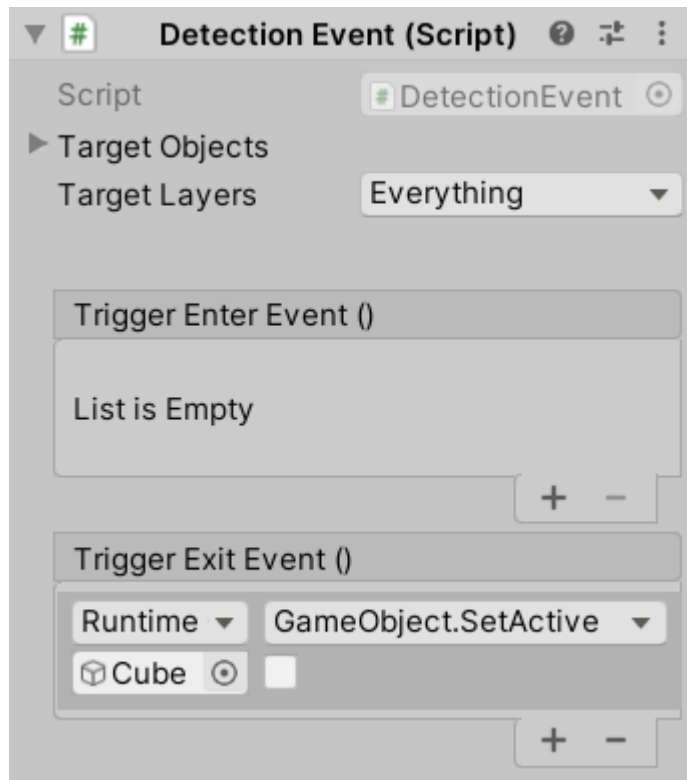 # Detection Event (Script)
Script # DetectionEvent
Target Objects
Target Layers Everything
Trigger Enter Event ()
List is Empty
+ −
Trigger Exit Event ()
Runtime GameObject.SetActive
Cube
+ −